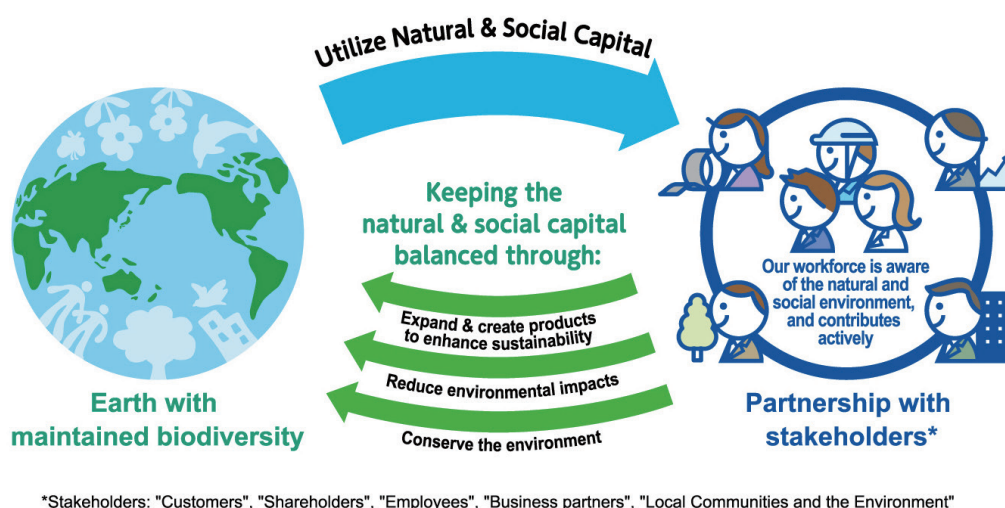 Utilize Natural & Social Capital
Keeping the
natural & social capital
balanced through:
Expand & create products
to enhance sustainability
Reduce environmental impacts
Conserve the environment
Our workforce is aware
of the natural and
social environment,
and contributes
actively
Earth with
maintained biodiversity
Partnership with
stakeholders*
*Stakeholders: "Customers", "Shareholders", "Employees", "Business partners", "Local Communities and the Environment"